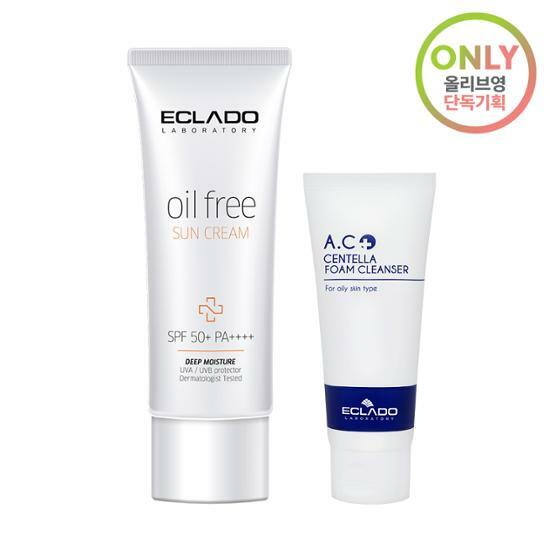 ECLADO
LABORATORY
oil free
SUN CREAM
SPF 50+ PA++++
DEEP MOISTURE
UVA / UVB protector
Dermatologist Tested
ONLY
올리브영
단독기획
A.C
CENTELLA
FOAM CLEANSER
For oily skin type
ECLADO
LABORATORY